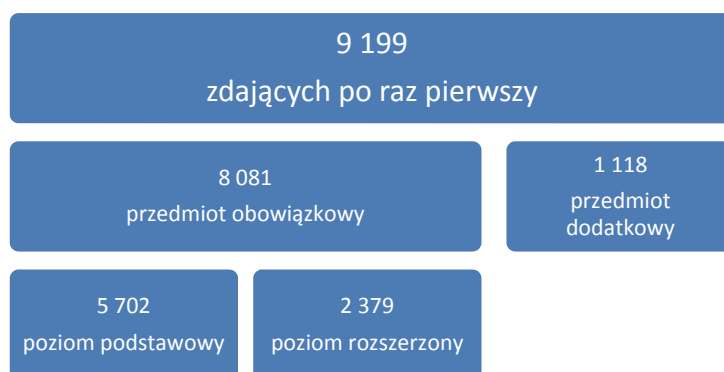 9 199
zdających po raz pierwszy
8 081
przedmiot obowiązkowy
1 118
przedmiot
dodatkowy
5 702
poziom podstawowy
2 379
poziom rozszerzony